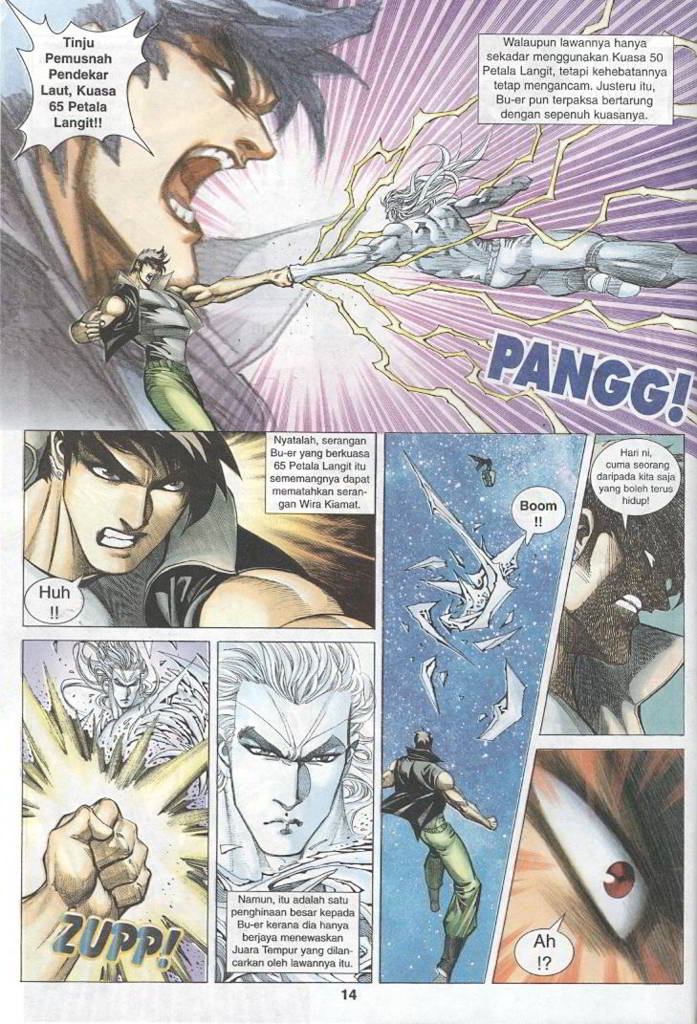 Tinju
Pemusnah
Pendekar
Laut, Kuasa
65 Petala
Langit!!
Walaupun lawannya hanya
sekadar menggunakan Kuasa 50
Petala Langit, tetapi kehebatannya
tetap mengancam. Justeru itu,
Bu-er pun terpaksa bertarung
dengan sepenuh kuasanya.
PANGG!
Nyatalah, serangan
Bu-er yang berkuasa
65 Petala Langit itu
sememangnya dapat
mematahkan seran-
gan Wira Kiamat.
Huh
!!
Boom
!!
Hari ni,
cuma seorang
daripada kita saja
yang boleh terus
hidup!
ZUPP!
Namun, itu adalah satu
penghinaan besar kepada
Bu-er kerana dia hanya
berjaya menewaskan
Juara Tempur yang dilan-
carkan oleh lawannya itu.
Ah
!?
14